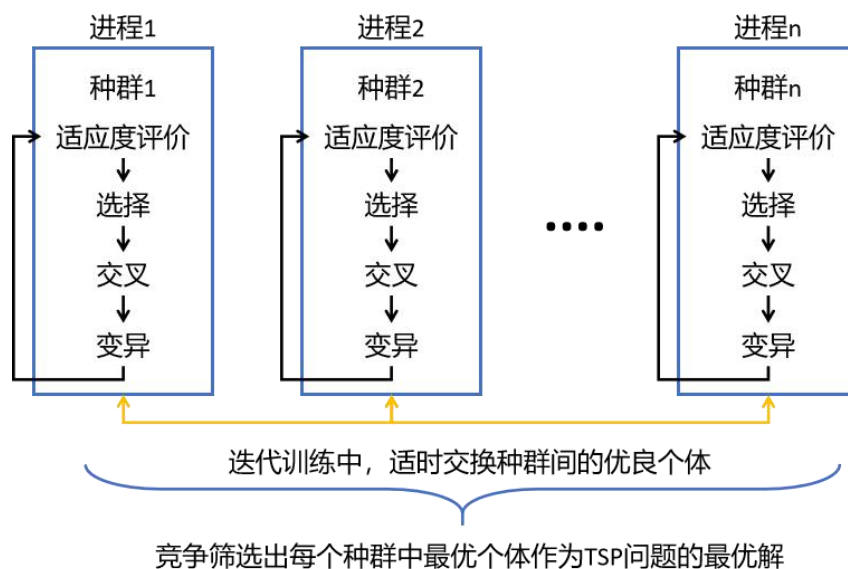 进程1
进程2
进程n
种群1
适应度评价
选择
交叉
变异
种群2
适应度评价
选择
交叉
变异
....
种群n
适应度评价
选择
交叉
变异
迭代训练中，适时交换种群间的优良个体
竞争筛选出每个种群中最优个体作为TSP问题的最优解